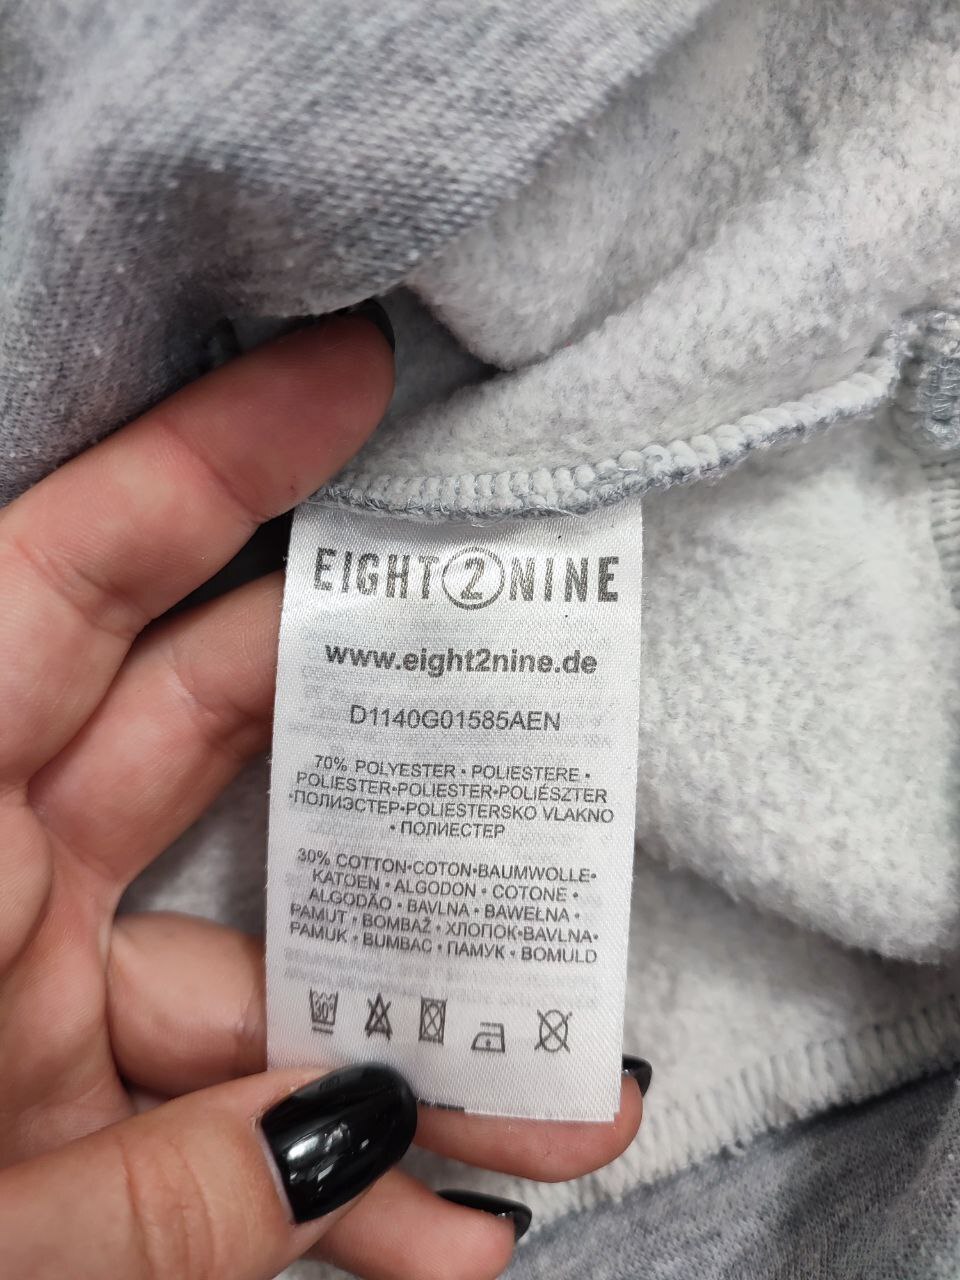 EIGHT2NINE
www.eight2nine.de
D1140G01585AEN
70% POLYESTER • POLIESTERE •
POLIESTER•POLIESTER•POLIÉSZTER
•ПОЛИЭСТЕР•POLIESTERSKO VLAKNO
• ПОЛИЕСТЕР
30% COTTON•COTON•BAUMWOLLE•
KATOEN • ALGODON • COTONE •
ALGODÃO • BAVLNA • BAWEŁNA •
PAMUT • BOMBAŽ • ХЛОПОК•BAVLNA•
PAMUK • BUMBAC • ПАМУК • BOMULD
30°